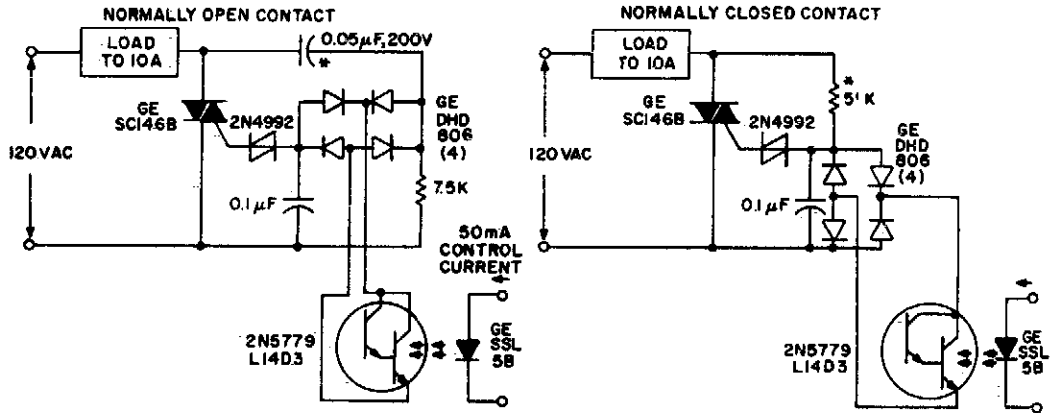 NORMALLY OPEN CONTACT
LOAD
TO 10A
0.05µF, 200V
*
GE
SC146B
2N4992
GE
DHD
806
(4)
120VAC
0.1µF
7.5K
50mA
CONTROL
CURRENT
2N5779
L14D3
GE
SSL
5B
NORMALLY CLOSED CONTACT
LOAD
TO 10A
*
GE
SC146B
2N4992
GE
DHD
806
(4)
120 VAC
0.1µF
2N5779
L14D3
GE
SSL
5B